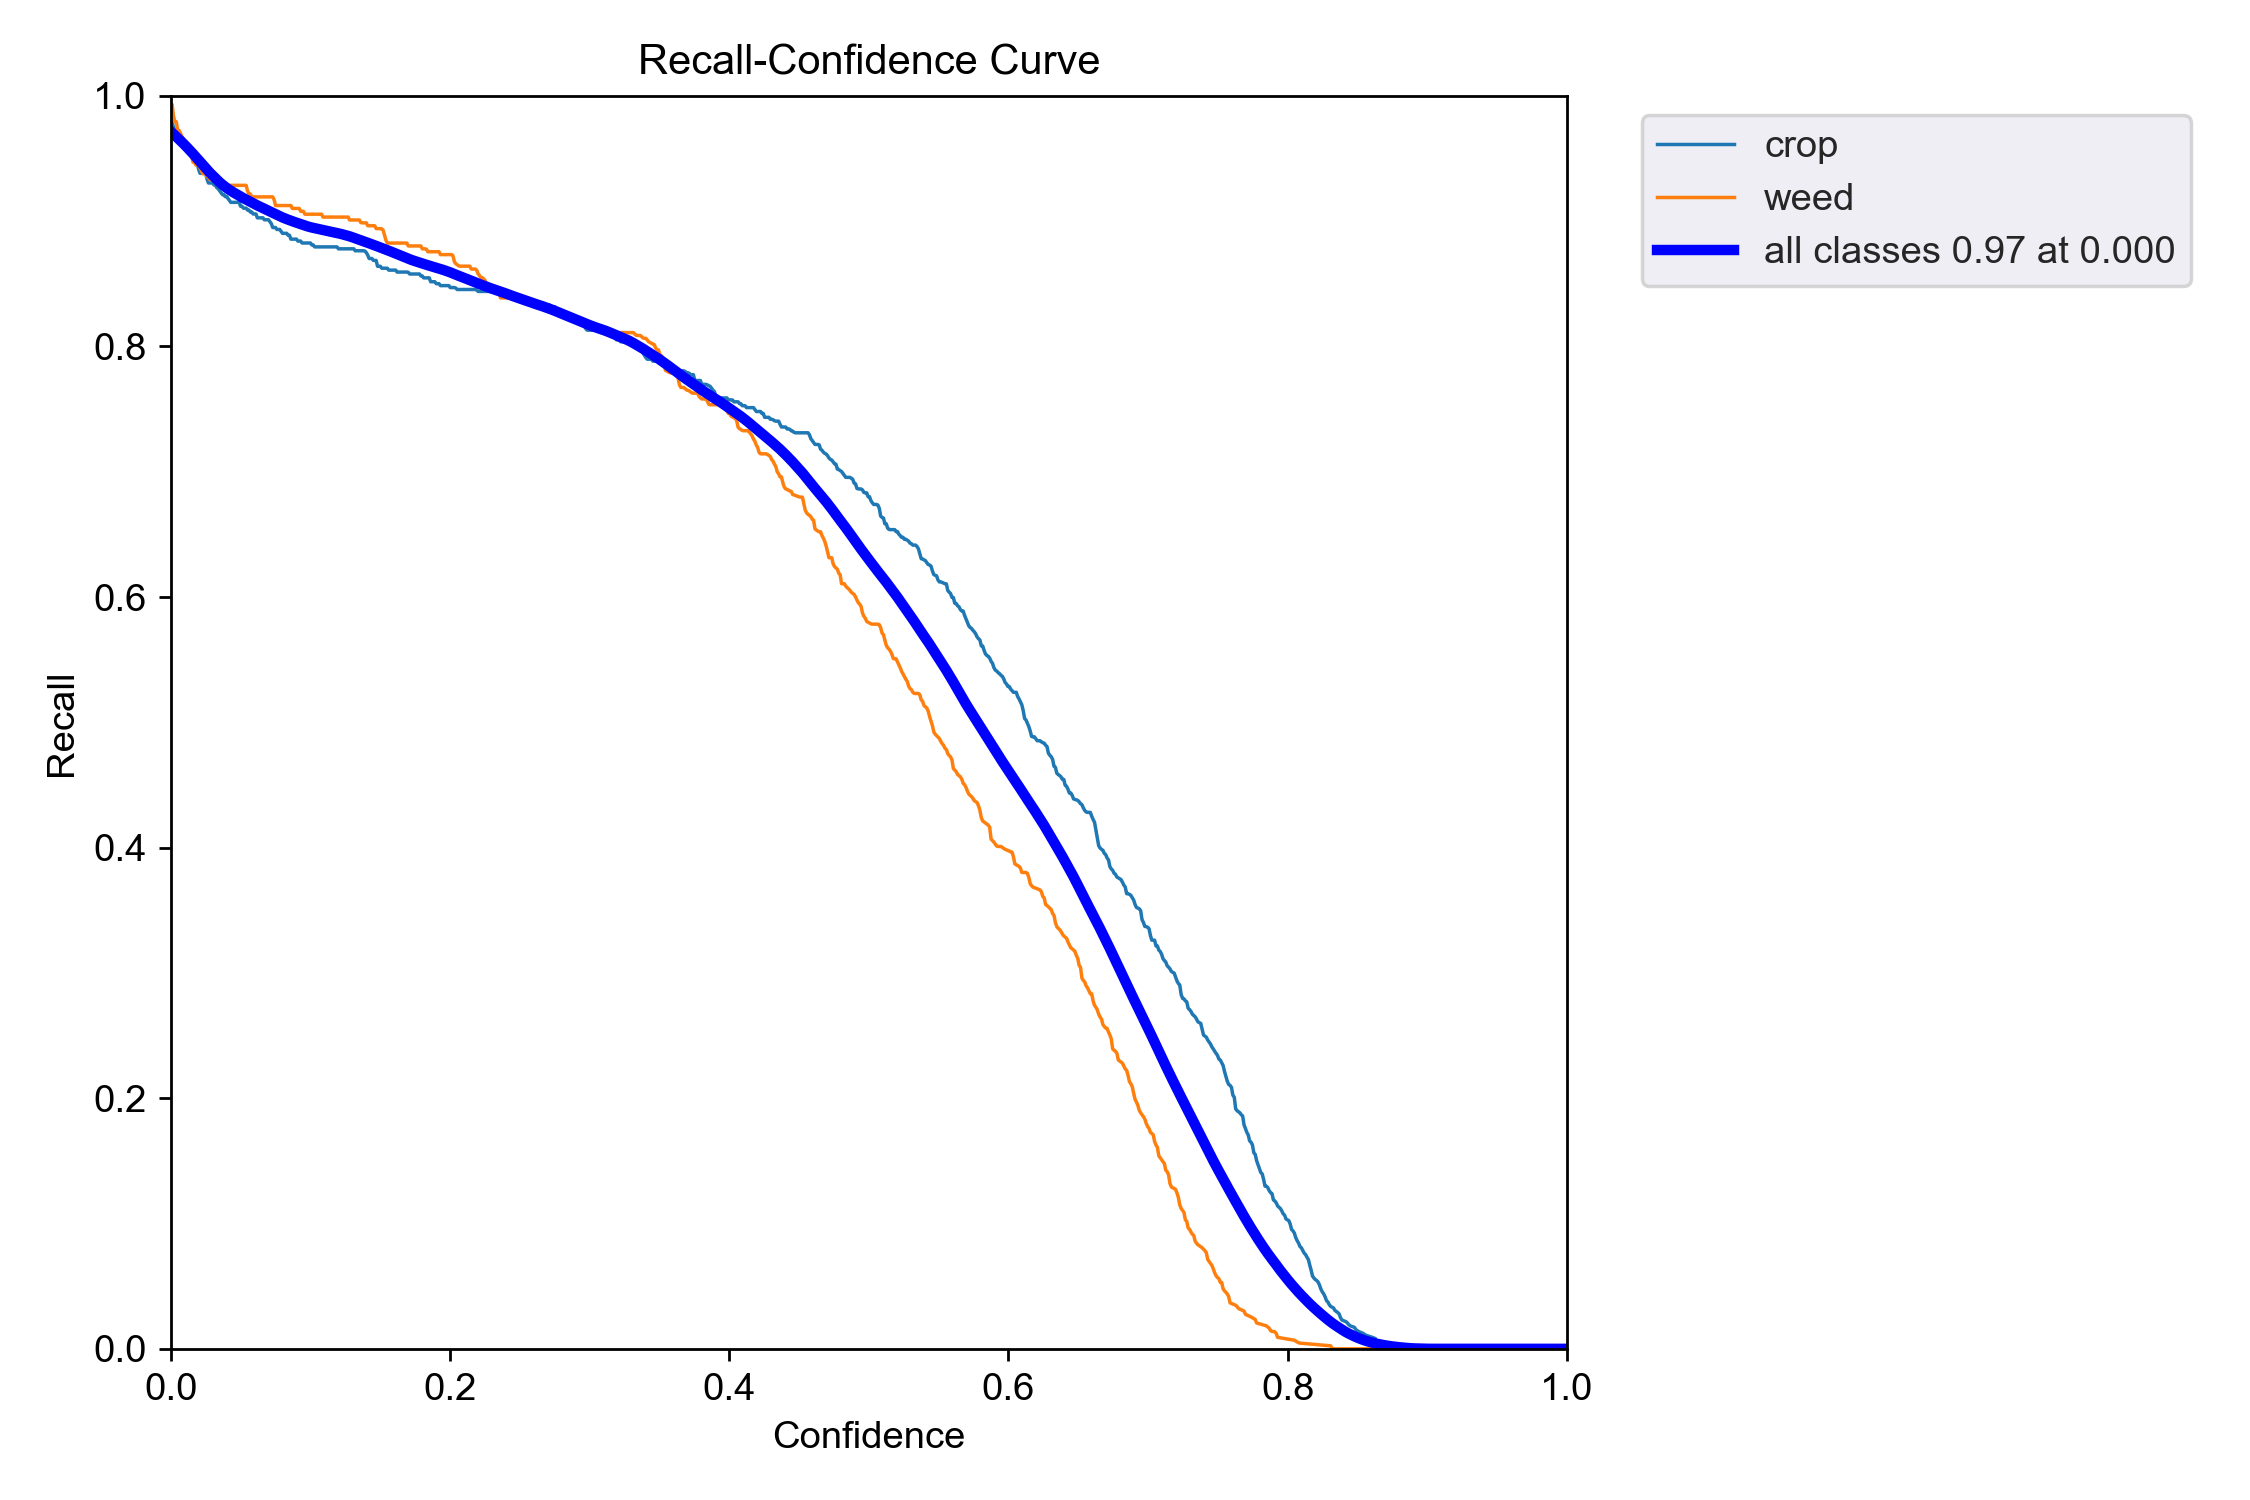 Recall-Confidence Curve
1.0
0.8
0.6
0.4
0.2
0.0
Recall
0.0 0.2 0.4 0.6 0.8 1.0
Confidence
crop
weed
all classes 0.97 at 0.000